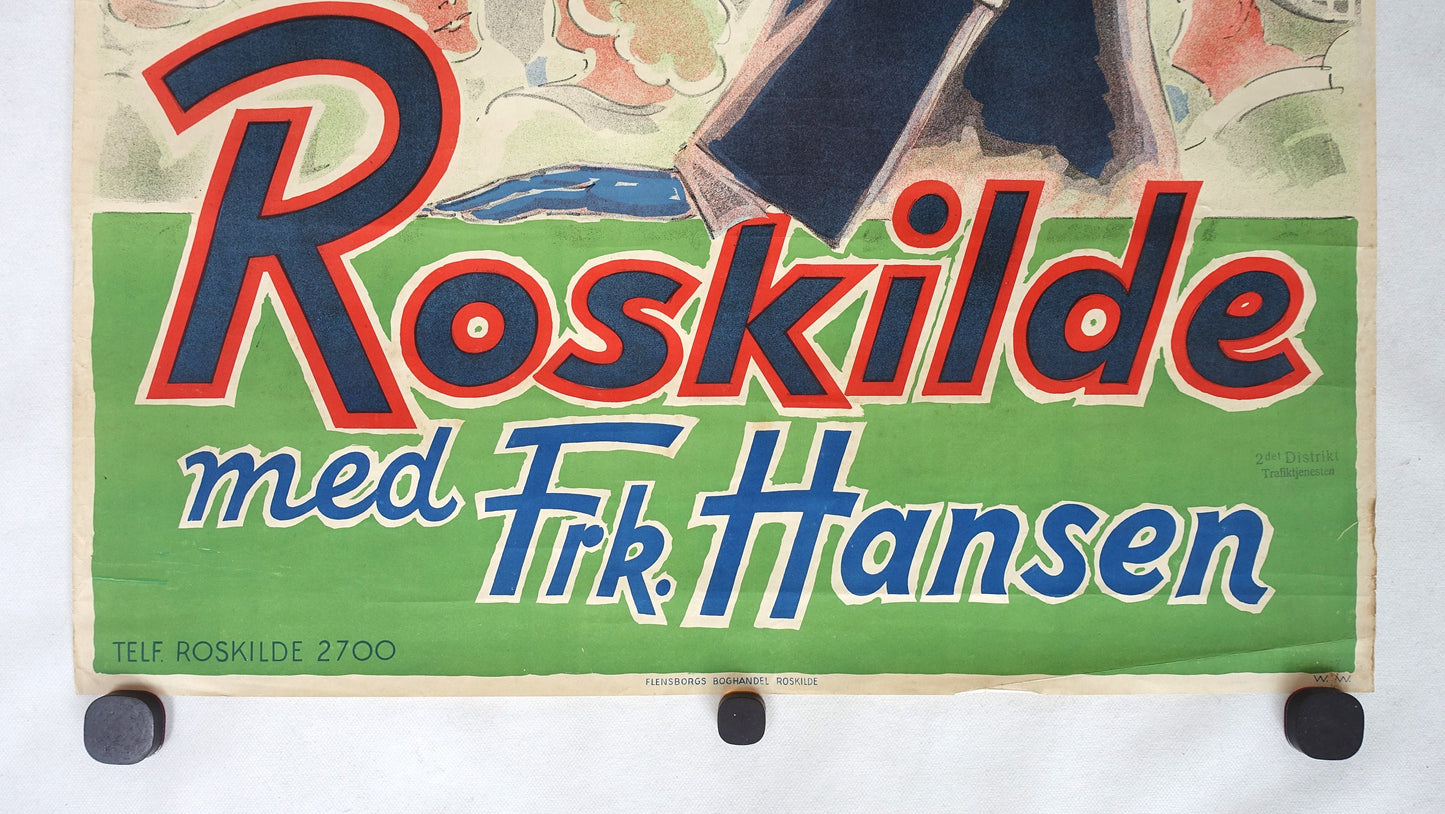 Roskilde
med Frk. Hansen
2det Distrikt
Trafiktjenesten
TELF. ROSKILDE 2700
FLENSBORGS BOGHANDEL ROSKILDE
W.W.